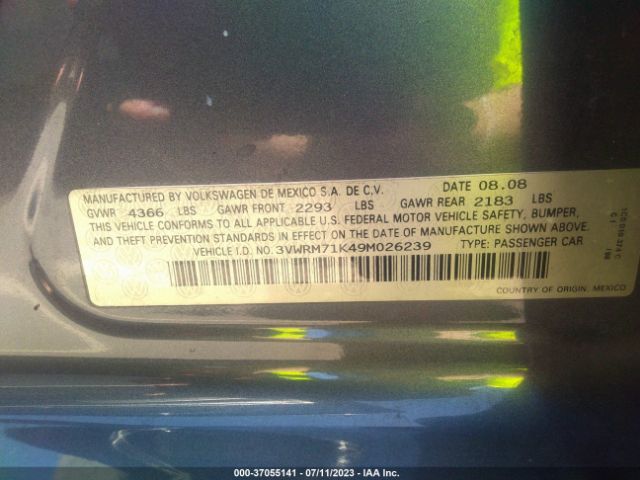 MANUFACTURED BY VOLKSWAGEN DE MEXICO S.A. DE C.V. DATE 08.08
GVWR 4366 LBS GAWR FRONT 2293 LBS GAWR REAR 2183 LBS
THIS VEHICLE CONFORMS TO ALL APPLICABLE U.S. FEDERAL MOTOR VEHICLE SAFETY, BUMPER,
AND THEFT PREVENTION STANDARDS IN EFFECT ON THE DATE OF MANUFACTURE SHOWN ABOVE.
VEHICLE I.D. NO. 3VWRM71K49M026239 TYPE: PASSENGER CAR
COUNTRY OF ORIGIN: MEXICO
000-37055141 - 07/11/2023 - IAA Inc.